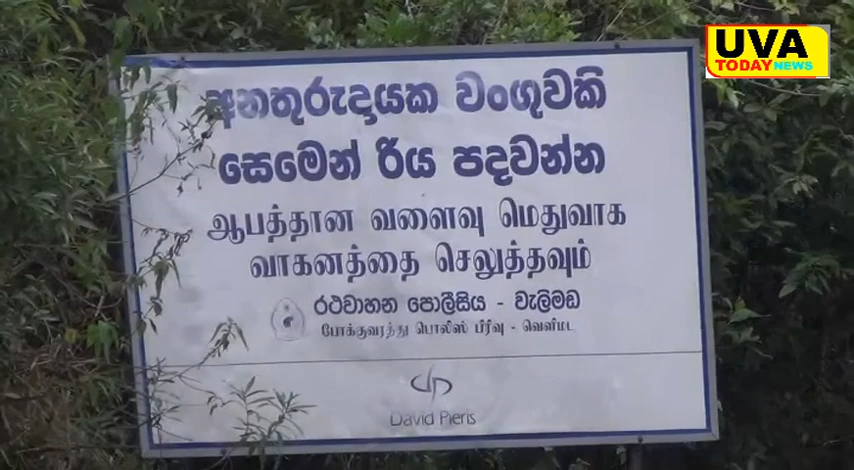 UVA
TODAY NEWS
අනතුරුදායක වංගුවකි
සෙමෙන් රිය පදවන්න
ஆபத்தான வளைவு மெதுவாக
வாகனத்தை செலுத்தவும்
රථවාහන පොලීසිය - වැලිමඩ
போக்குவரத்து பொலிஸ் பிரிவு - வெளிமட
David Pieris